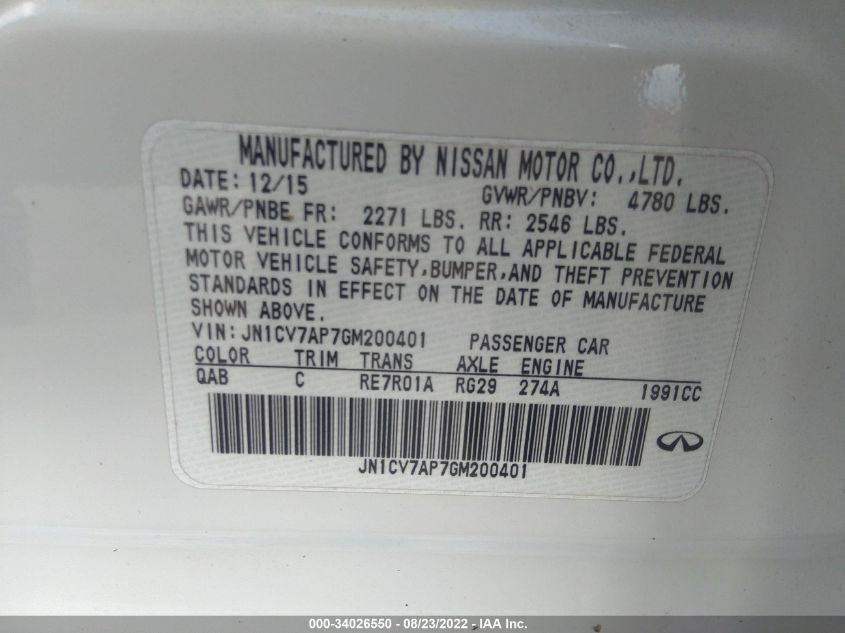 MANUFACTURED BY NISSAN MOTOR CO.,LTD.
DATE: 12/15 GVWR/PNBV: 4780 LBS.
GAWR/PNBE FR: 2271 LBS. RR: 2546 LBS.
THIS VEHICLE CONFORMS TO ALL APPLICABLE FEDERAL
MOTOR VEHICLE SAFETY,BUMPER,AND THEFT PREVENTION
STANDARDS IN EFFECT ON THE DATE OF MANUFACTURE
SHOWN ABOVE.
VIN:JN1CV7AP7GM200401 PASSENGER CAR
COLOR TRIM TRANS AXLE ENGINE
QAB C RE7R01A RG29 274A 1991CC
JN1CV7AP7GM200401
000-34026550 - 08/23/2022 - IAA Inc.